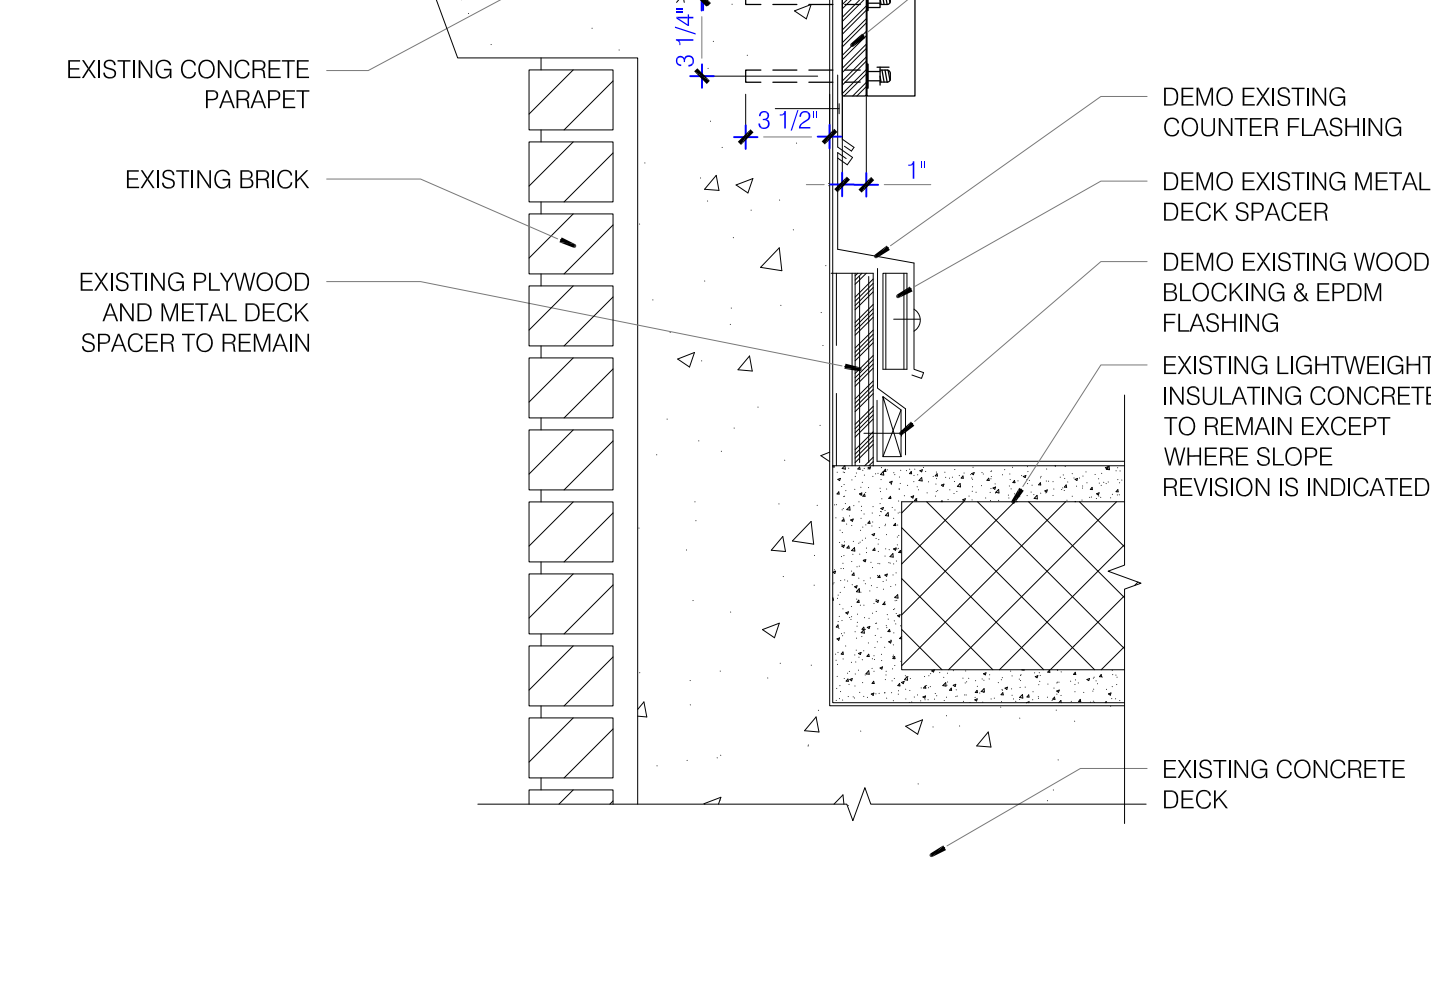 EXISTING CONCRETE
PARAPET
EXISTING BRICK
EXISTING PLYWOOD
AND METAL DECK
SPACER TO REMAIN
3 1/4"
3 1/2"
1"
DEMO EXISTING
COUNTER FLASHING
DEMO EXISTING METAL
DECK SPACER
DEMO EXISTING WOOD
BLOCKING & EPDM
FLASHING
EXISTING LIGHTWEIGHT
INSULATING CONCRETE
TO REMAIN EXCEPT
WHERE SLOPE
REVISION IS INDICATED
EXISTING CONCRETE
DECK